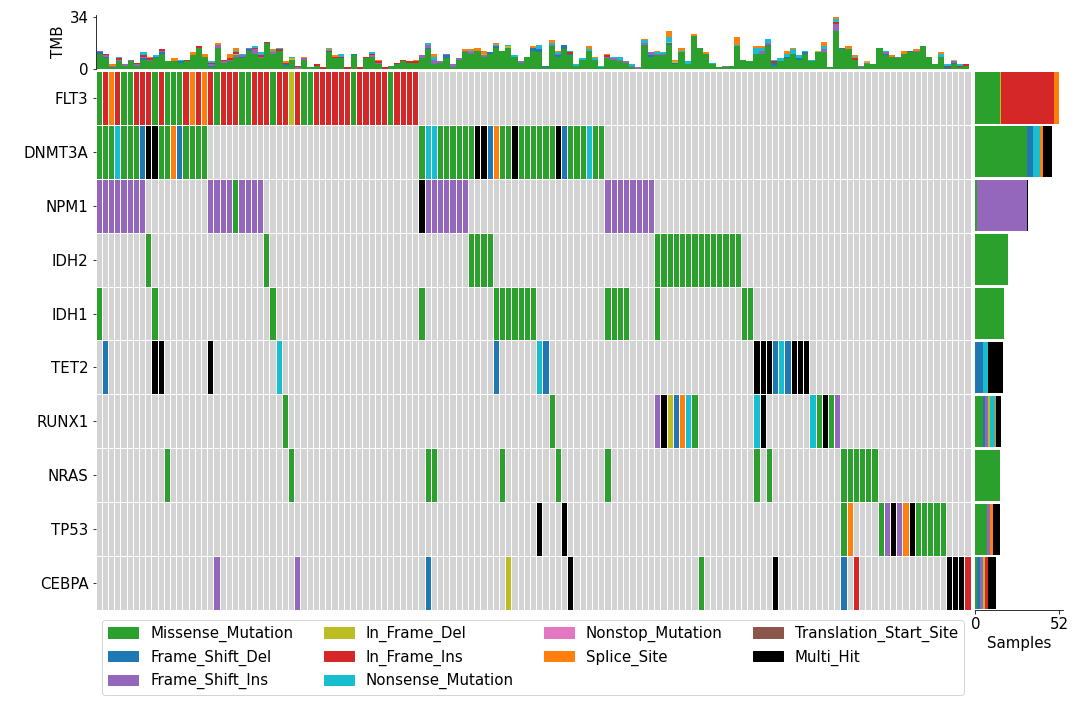 34
TMB
0
FLT3
DNMT3A
NPM1
IDH2
IDH1
TET2
RUNX1
NRAS
TP53
CEBPA
0 52
Samples
Missense_Mutation In_Frame_Del Nonstop_Mutation Translation_Start_Site
Frame_Shift_Del In_Frame_Ins Splice_Site Multi_Hit
Frame_Shift_Ins Nonsense_Mutation